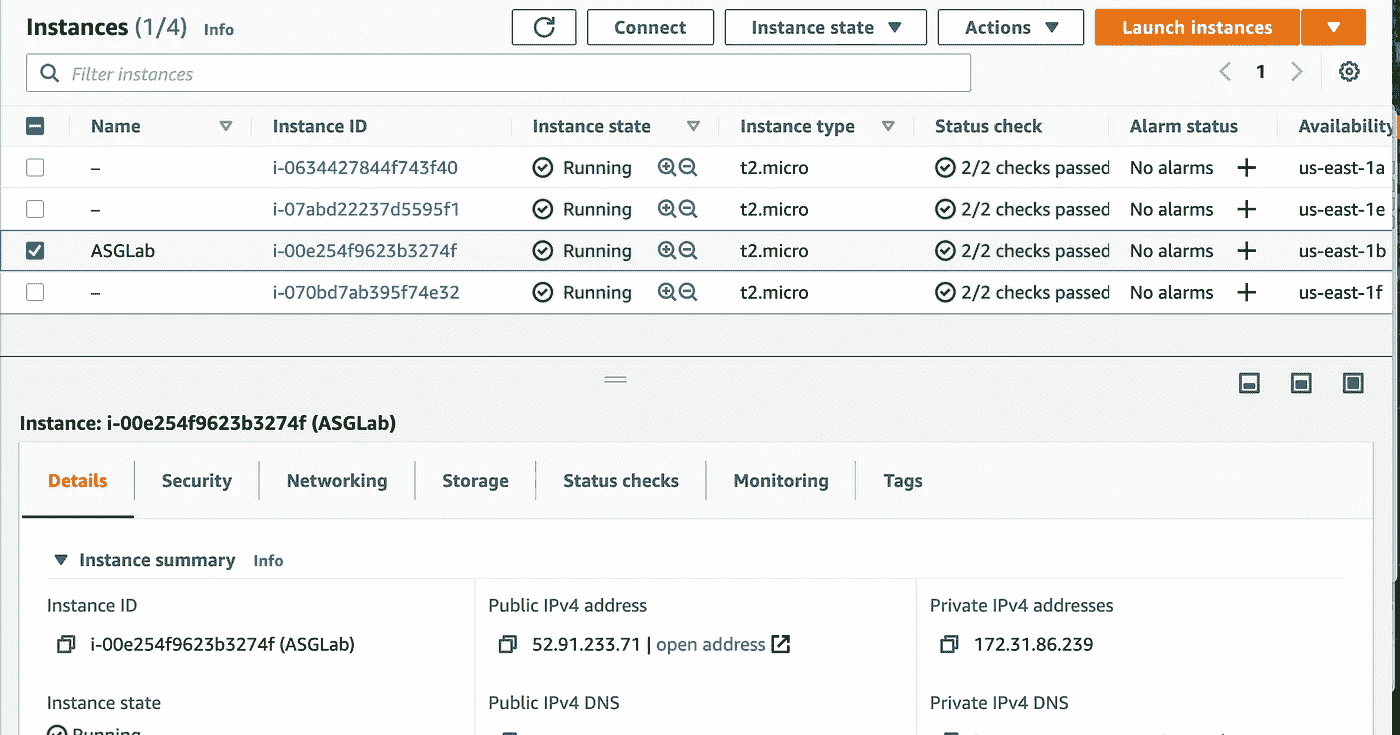 Instances (1/4) Info Connect Instance state Actions Launch instances
Filter instances 1
Name Instance ID Instance state Instance type Status check Alarm status Availability
– i-0634427844f743f40 Running t2.micro 2/2 checks passed No alarms + us-east-1a
– i-07abd22237d5595f1 Running t2.micro 2/2 checks passed No alarms + us-east-1e
ASGLab i-00e254f9623b3274f Running t2.micro 2/2 checks passed No alarms + us-east-1b
– i-070bd7ab395f74e32 Running t2.micro 2/2 checks passed No alarms + us-east-1f
Instance: i-00e254f9623b3274f (ASGLab)
Details Security Networking Storage Status checks Monitoring Tags
Instance summary Info
Instance ID Public IPv4 address Private IPv4 addresses
i-00e254f9623b3274f (ASGLab) 52.91.233.71 | open address 172.31.86.239
Instance state Public IPv4 DNS Private IPv4 DNS
Running